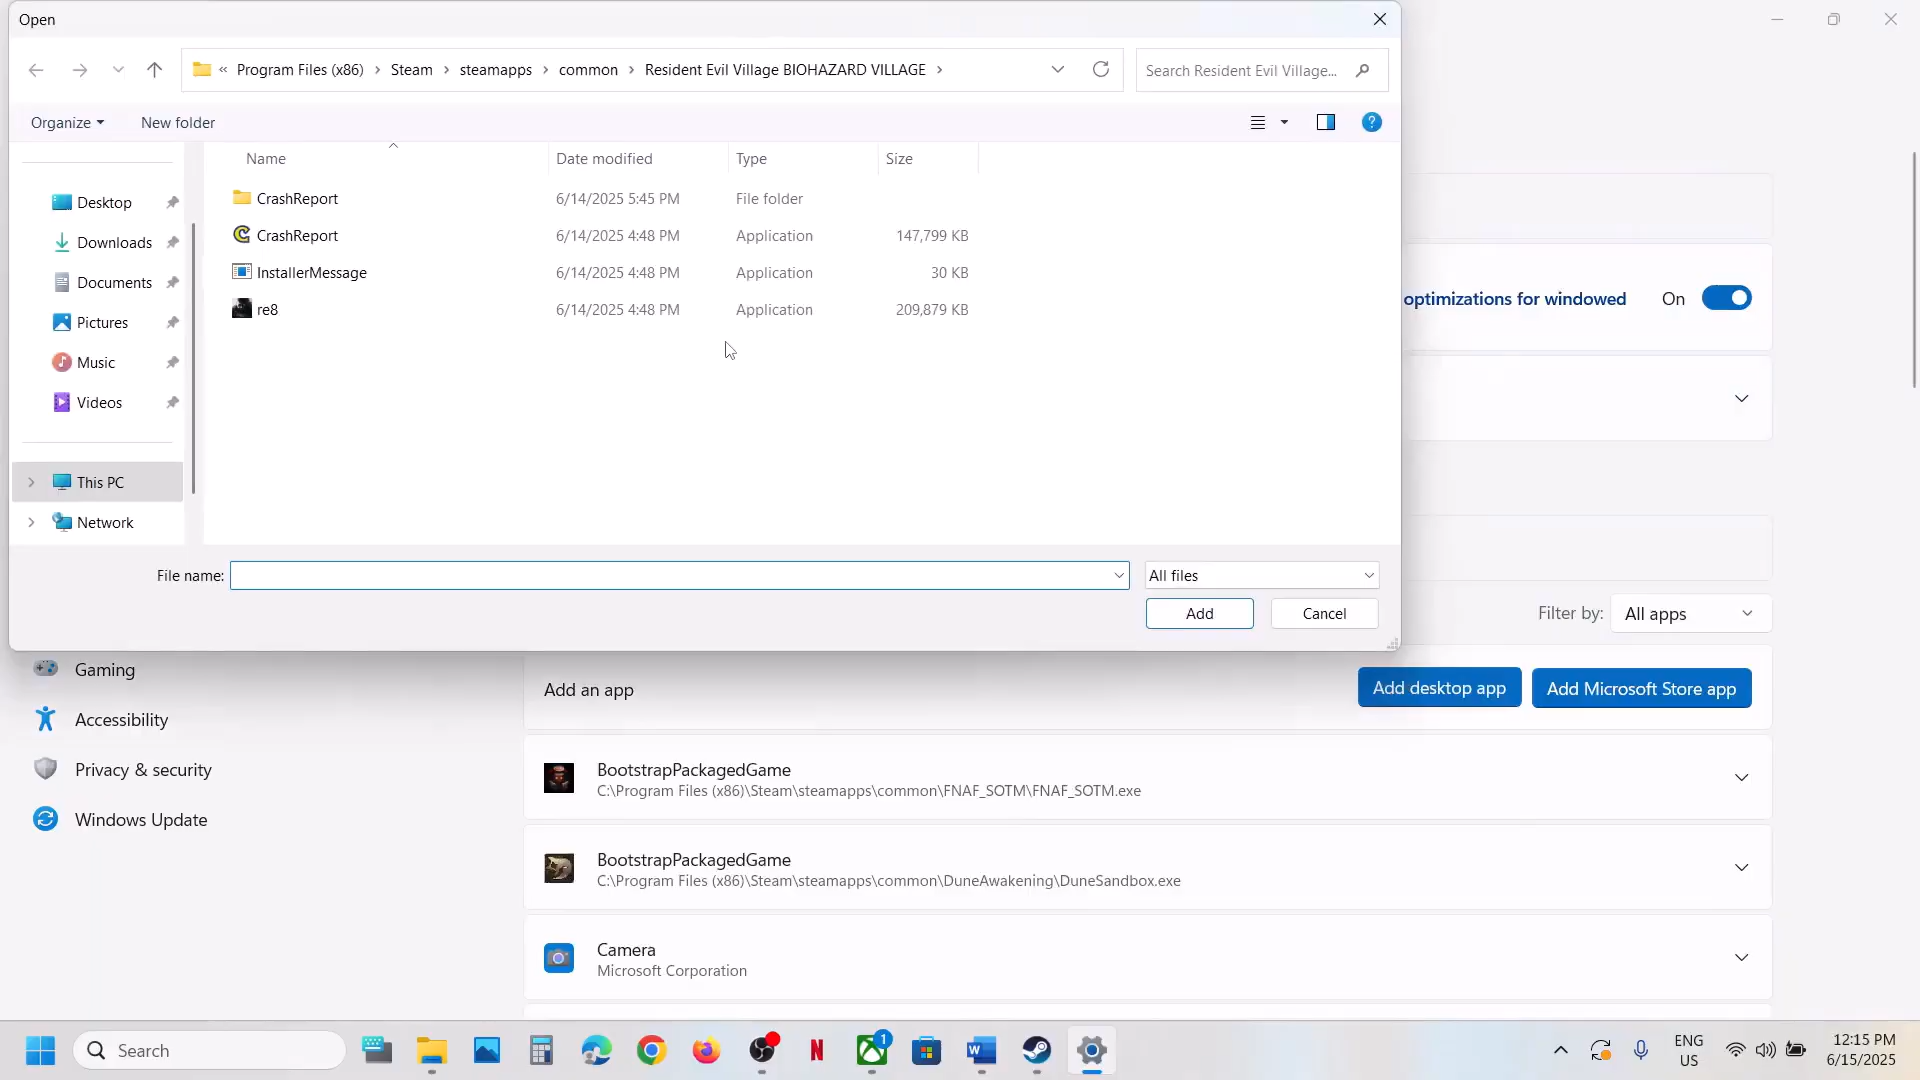 Open
« Program Files (x86) › Steam › steamapps › common › Resident Evil Village BIOHAZARD VILLAGE ›
Search Resident Evil Village...
Organize
New folder
Name
Date modified
Type
Size
Desktop
Downloads
Documents
Pictures
Music
Videos
This PC
Network
CrashReport 6/14/2025 5:45 PM File folder
CrashReport 6/14/2025 4:48 PM Application 147,799 KB
InstallerMessage 6/14/2025 4:48 PM Application 30 KB
re8 6/14/2025 4:48 PM Application 209,879 KB
File name:
All files
Add
Cancel
optimizations for windowed
On
Filter by:
All apps
Gaming
Accessibility
Privacy & security
Windows Update
Add an app
Add desktop app
Add Microsoft Store app
BootstrapPackagedGame
C:\Program Files (x86)\Steam\steamapps\common\FNAF_SOTM\FNAF_SOTM.exe
BootstrapPackagedGame
C:\Program Files (x86)\Steam\steamapps\common\DuneAwakening\DuneSandbox.exe
Camera
Microsoft Corporation
Search
1
ENG
US
12:15 PM
6/15/2025